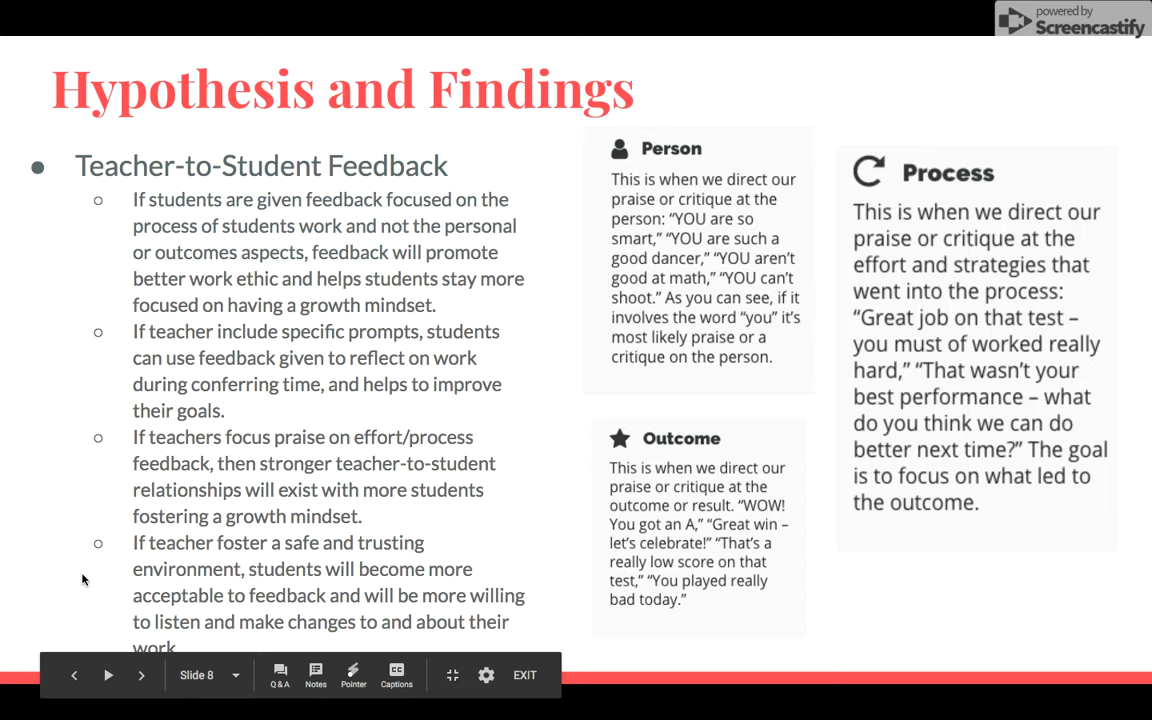 powered by
Screencastify
Hypothesis and Findings
● Teacher-to-Student Feedback
○ If students are given feedback focused on the
process of students work and not the personal
or outcomes aspects, feedback will promote
better work ethic and helps students stay more
focused on having a growth mindset.
○ If teacher include specific prompts, students
can use feedback given to reflect on work
during conferring time, and helps to improve
their goals.
○ If teachers focus praise on effort/process
feedback, then stronger teacher-to-student
relationships will exist with more students
fostering a growth mindset.
○ If teacher foster a safe and trusting
environment, students will become more
acceptable to feedback and will be more willing
to listen and make changes to and about their
work
Person
This is when we direct our
praise or critique at the
person: “YOU are so
smart,” “YOU are such a
good dancer,” “YOU aren’t
good at math,” “YOU can’t
shoot.” As you can see, if it
involves the word “you” it’s
most likely praise or a
critique on the person.
Outcome
This is when we direct our
praise or critique at the
outcome or result. “WOW!
You got an A,” “Great win –
let’s celebrate!” “That’s a
really low score on that
test,” “You played really
bad today.”
Process
This is when we direct our
praise or critique at the
effort and strategies that
went into the process:
“Great job on that test –
you must of worked really
hard,” “That wasn’t your
best performance – what
do you think we can do
better next time?” The goal
is to focus on what led to
the outcome.
Slide 8
Q & A
Notes
Pointer
CC
Captions
EXIT